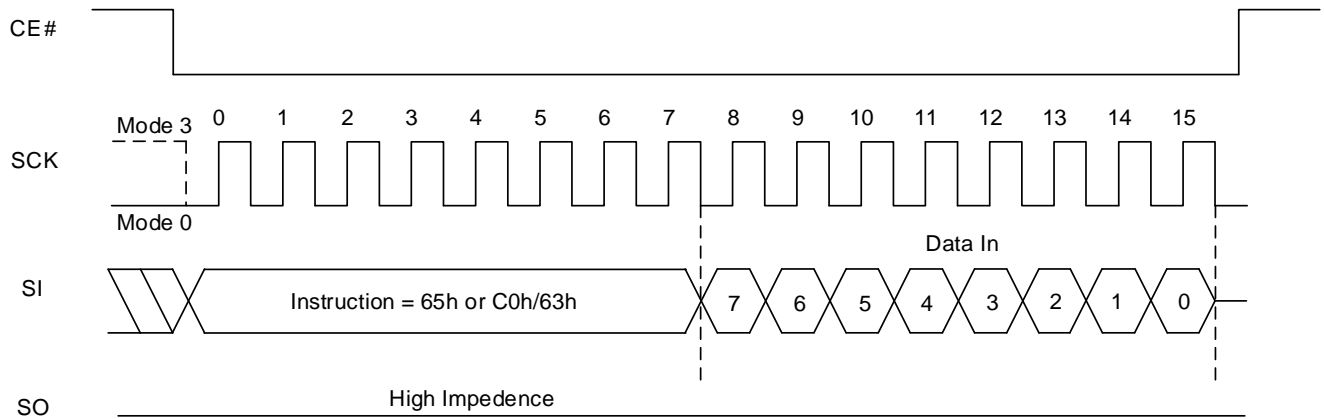 CE#
Mode 3 0 1 2 3 4 5 6 7 8 9 10 11 12 13 14 15
SCK
Mode 0
Data In
SI Instruction = 65h or C0h/63h 7 6 5 4 3 2 1 0
High Impedence
SO